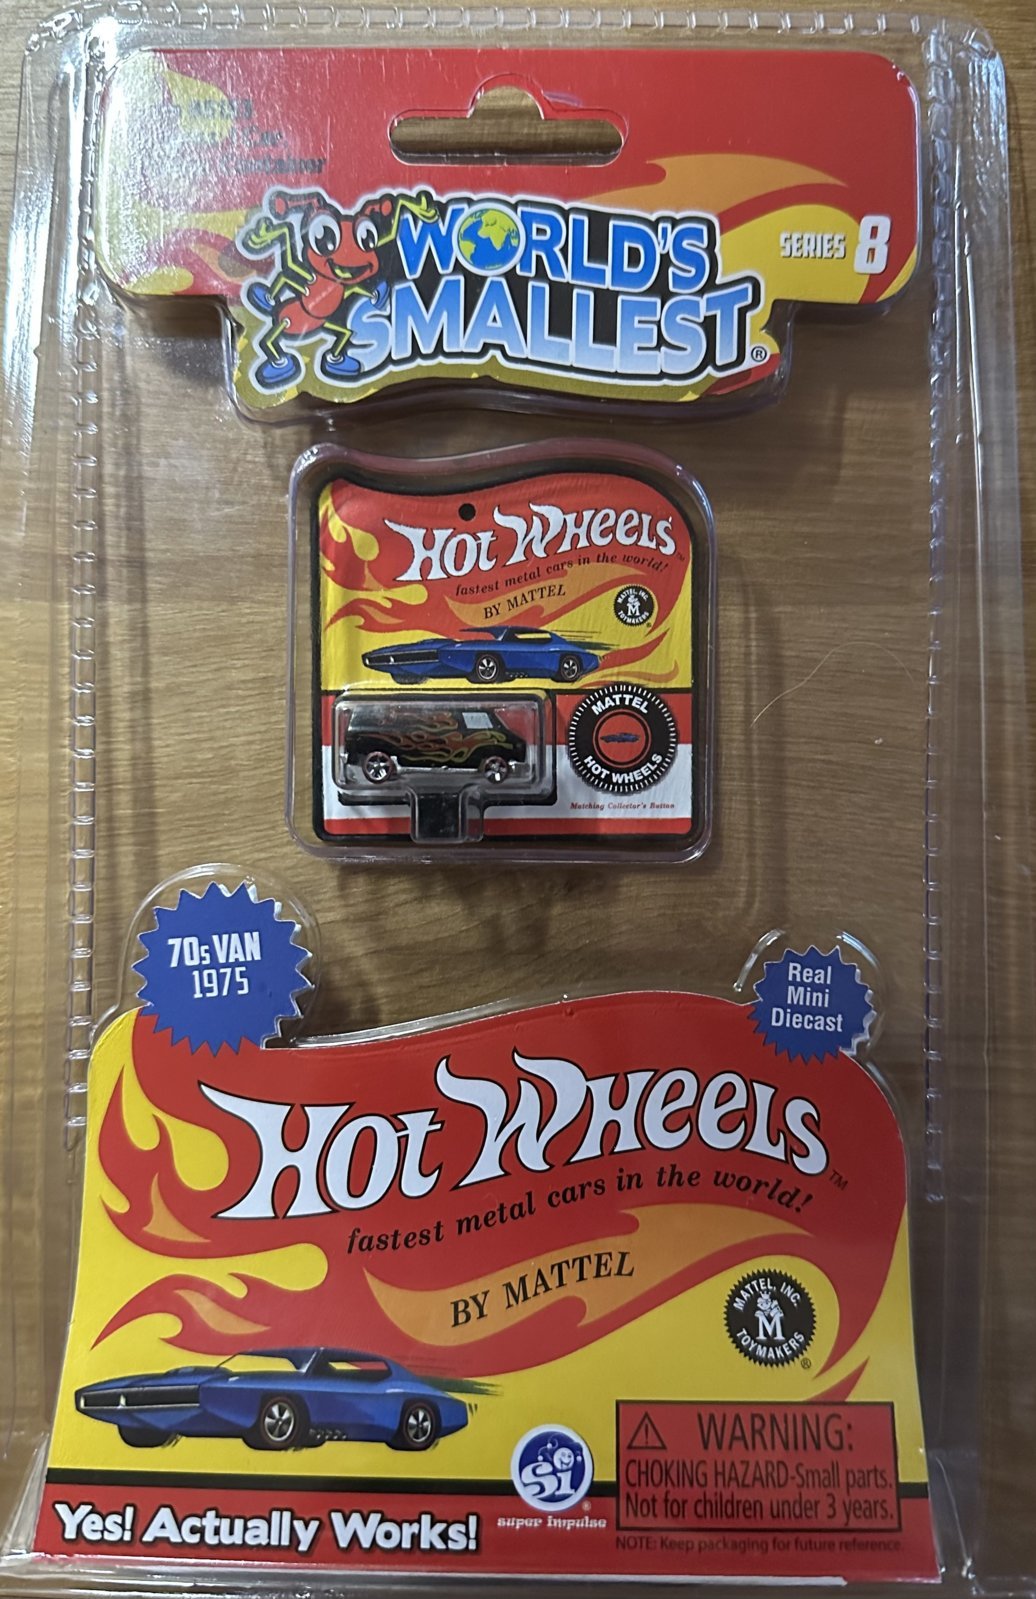 WORLD'S
SMALLEST®
SERIES 8
Hot Wheels™
fastest metal cars in the world!
BY MATTEL
MATTEL, INC.
M
TOYMAKERS
®
MATTEL
HOT WHEELS
Matching Collector's Button
70s VAN
1975
Real
Mini
Diecast
Hot Wheels™
fastest metal cars in the world!
BY MATTEL
MATTEL, INC.
M
TOYMAKERS
®
Si
®
super impulse
Yes! Actually Works!
WARNING:
CHOKING HAZARD-Small parts.
Not for children under 3 years.
NOTE: Keep packaging for future reference.